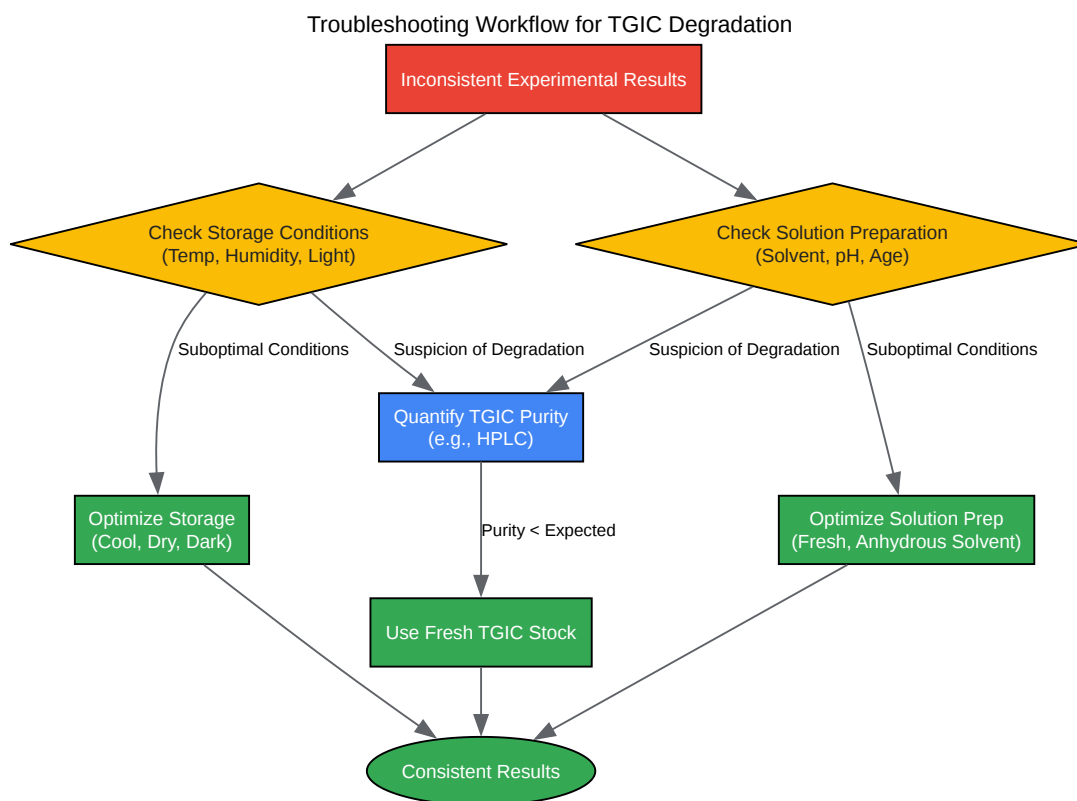 Troubleshooting Workflow for TGIC Degradation
Inconsistent Experimental Results
Check Storage Conditions
(Temp, Humidity, Light)
Check Solution Preparation
(Solvent, pH, Age)
Suboptimal Conditions
Suspicion of Degradation
Suspicion of Degradation
Suboptimal Conditions
Quantify TGIC Purity
(e.g., HPLC)
Optimize Storage
(Cool, Dry, Dark)
Purity < Expected
Optimize Solution Prep
(Fresh, Anhydrous Solvent)
Use Fresh TGIC Stock
Consistent Results